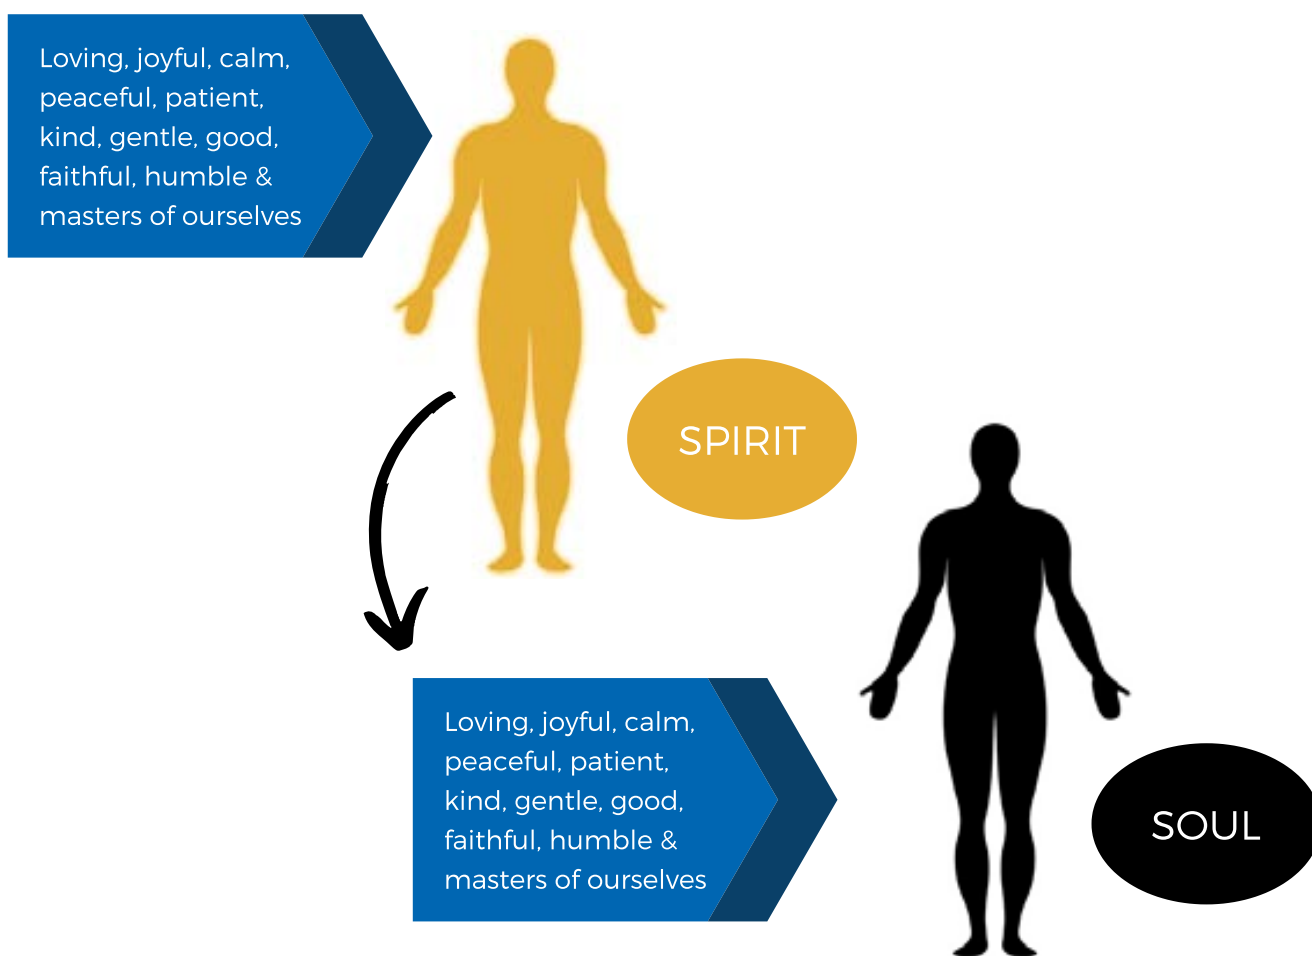 Loving, joyful, calm,
peaceful, patient,
kind, gentle, good,
faithful, humble &
masters of ourselves
SPIRIT
Loving, joyful, calm,
peaceful, patient,
kind, gentle, good,
faithful, humble &
masters of ourselves
SOUL